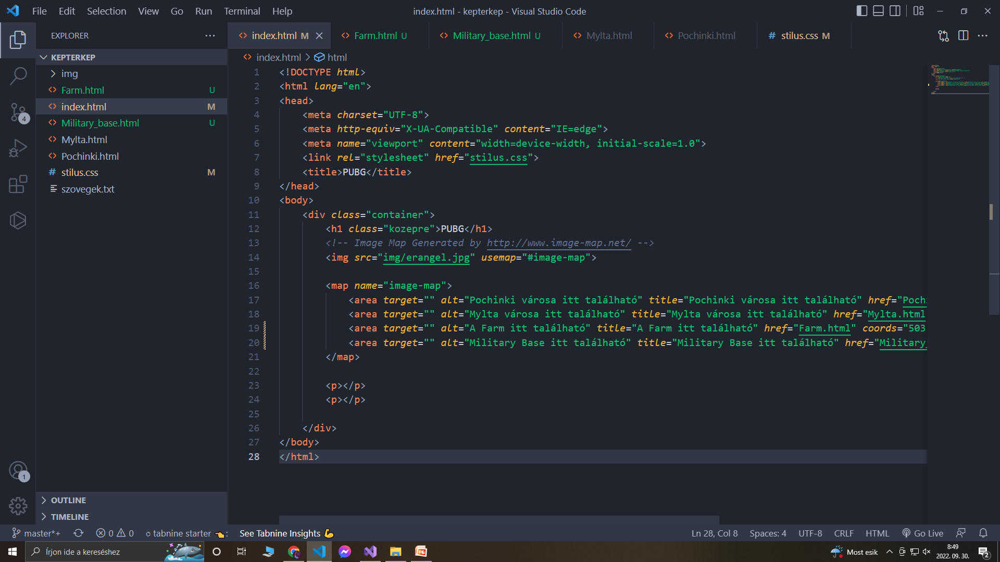 File Edit Selection View Go Run Terminal Help
index.html - kepterkep - Visual Studio Code
EXPLORER
index.html M
Farm.html U
Military_base.html U
Mylta.html
Pochinki.html
# stilus.css M
KEPTERKEP
img
Farm.html U
index.html M
Military_base.html U
Mylta.html
Pochinki.html
# stilus.css M
szovegek.txt
4
1
OUTLINE
TIMELINE
index.html > html
1 <!DOCTYPE html>
2 <html lang="en">
3 <head>
4 <meta charset="UTF-8">
5 <meta http-equiv="X-UA-Compatible" content="IE=edge">
6 <meta name="viewport" content="width=device-width, initial-scale=1.0">
7 <link rel="stylesheet" href="stilus.css">
8 <title>PUBG</title>
9 </head>
10 <body>
11 <div class="container">
12 <h1 class="kozepre">PUBG</h1>
13 <!-- Image Map Generated by http://www.image-map.net/ -->
14 <img src="img/erangel.jpg" usemap="#image-map">
15
16 <map name="image-map">
17 <area target="" alt="Pochinki városa itt található" title="Pochinki városa itt található" href="Poch
18 <area target="" alt="Mylta városa itt található" title="Mylta városa itt található" href="Mylta.html
19 <area target="" alt="A Farm itt található" title="A Farm itt található" href="Farm.html" coords="503
20 <area target="" alt="Military Base itt található" title="Military Base itt található" href="Military_
21 </map>
22
23 <p></p>
24 <p></p>
25
26 </div>
27 </body>
28 </html>
master*+ 0 0 tabnine starter : See Tabnine Insights Ln 28, Col 8 Spaces: 4 UTF-8 CRLF HTML Go Live
Írjon ide a kereséshez
Most esik
8:49
2022. 09. 30.
2